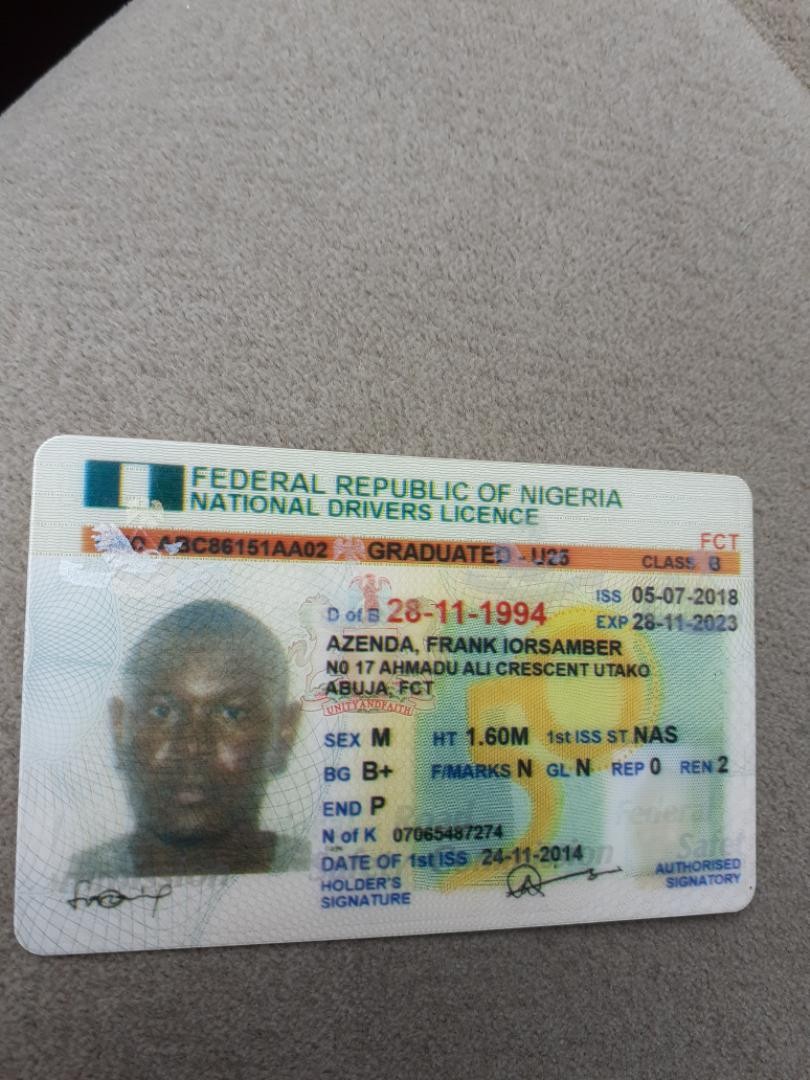 FEDERAL REPUBLIC OF NIGERIA
NATIONAL DRIVERS LICENCE
FCT
ABC86151AA02 GRADUATED - U25 CLASS B
ISS 05-07-2018
D of B 28-11-1994 EXP 28-11-2023
AZENDA, FRANK IORSAMBER
N0 17 AHMADU ALI CRESCENT UTAKO
ABUJA, FCT
UNITY AND FAITH
SEX M HT 1.60M 1st ISS ST NAS
BG B+ F/MARKS N GL N REP 0 REN 2
END P
Federal
N of K 07065487274
Safet
DATE OF 1st ISS 24-11-2014
HOLDER'S
SIGNATURE
AUTHORISED
SIGNATORY